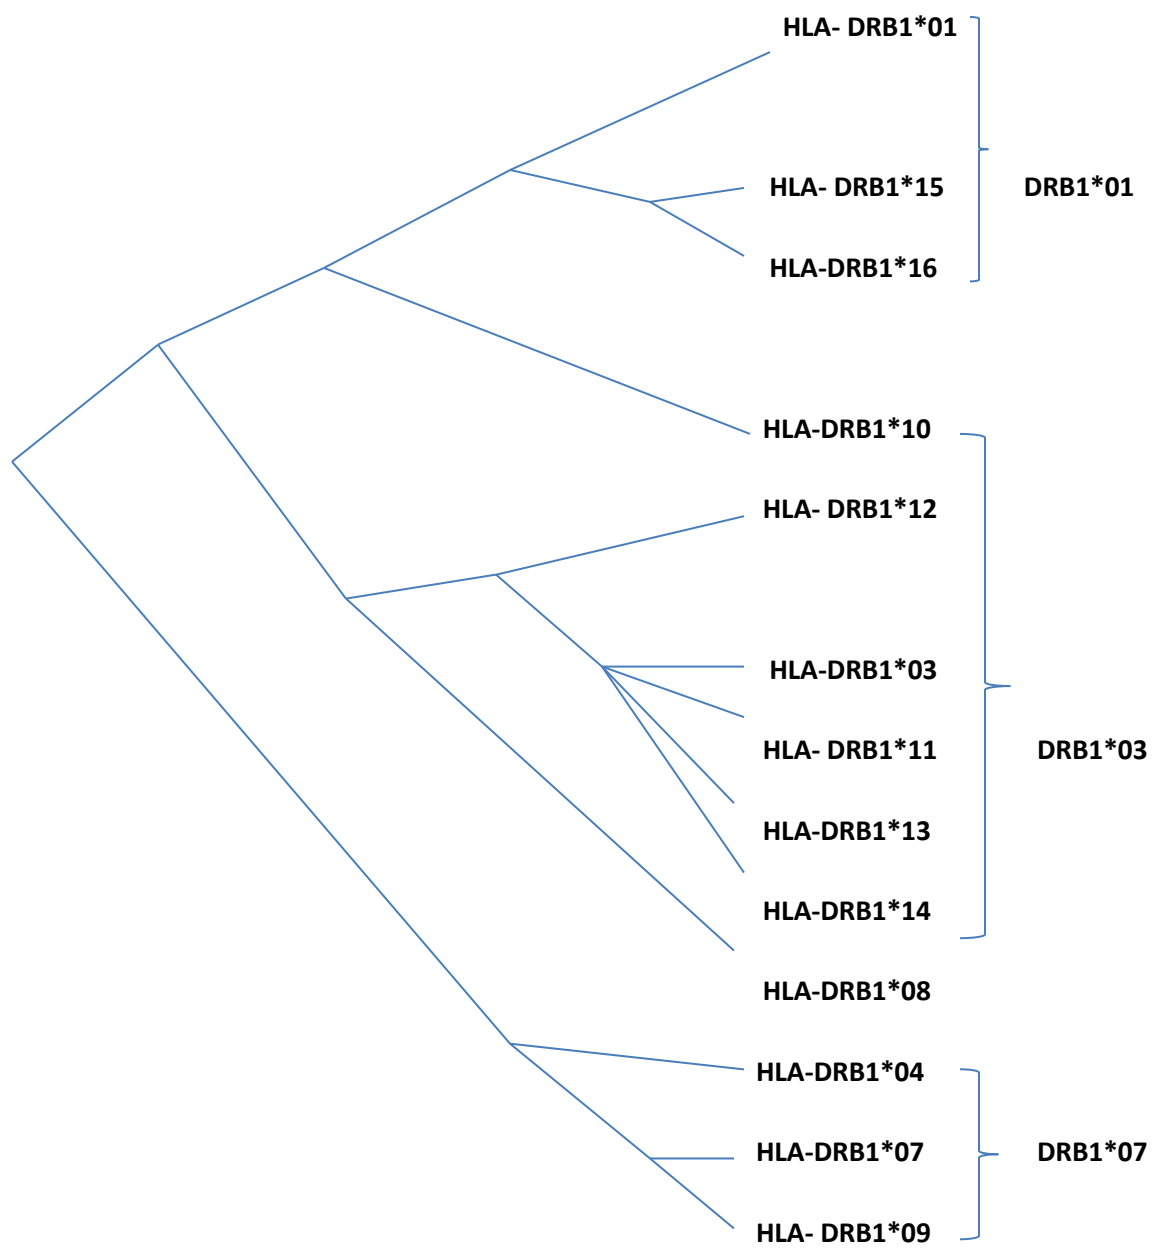 HLA- DRB1*01
HLA- DRB1*15
DRB1*01
HLA-DRB1*16
HLA-DRB1*10
HLA- DRB1*12
HLA-DRB1*03
HLA- DRB1*11
DRB1*03
HLA-DRB1*13
HLA-DRB1*14
HLA-DRB1*08
HLA-DRB1*04
HLA-DRB1*07
DRB1*07
HLA- DRB1*09